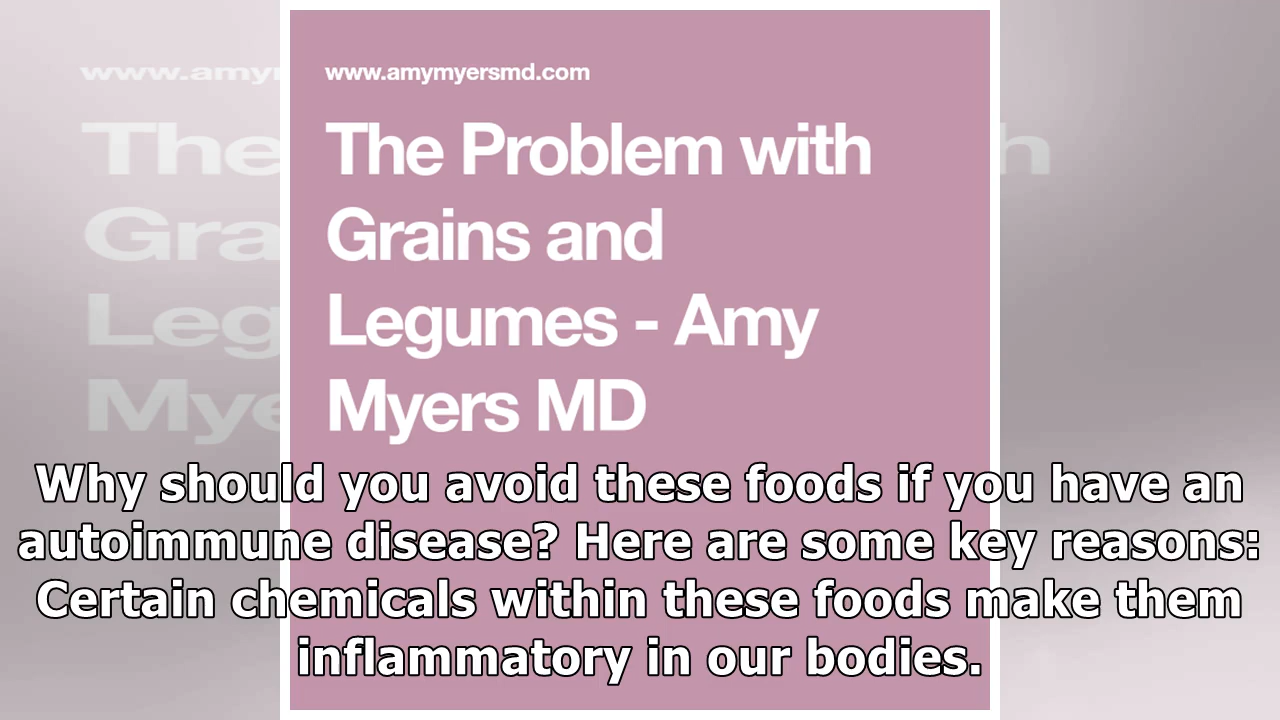 www.amymyersmd.com
The Problem with
Grains and
Legumes - Amy
Myers MD
Why should you avoid these foods if you have an
autoimmune disease? Here are some key reasons:
Certain chemicals within these foods make them
inflammatory in our bodies.